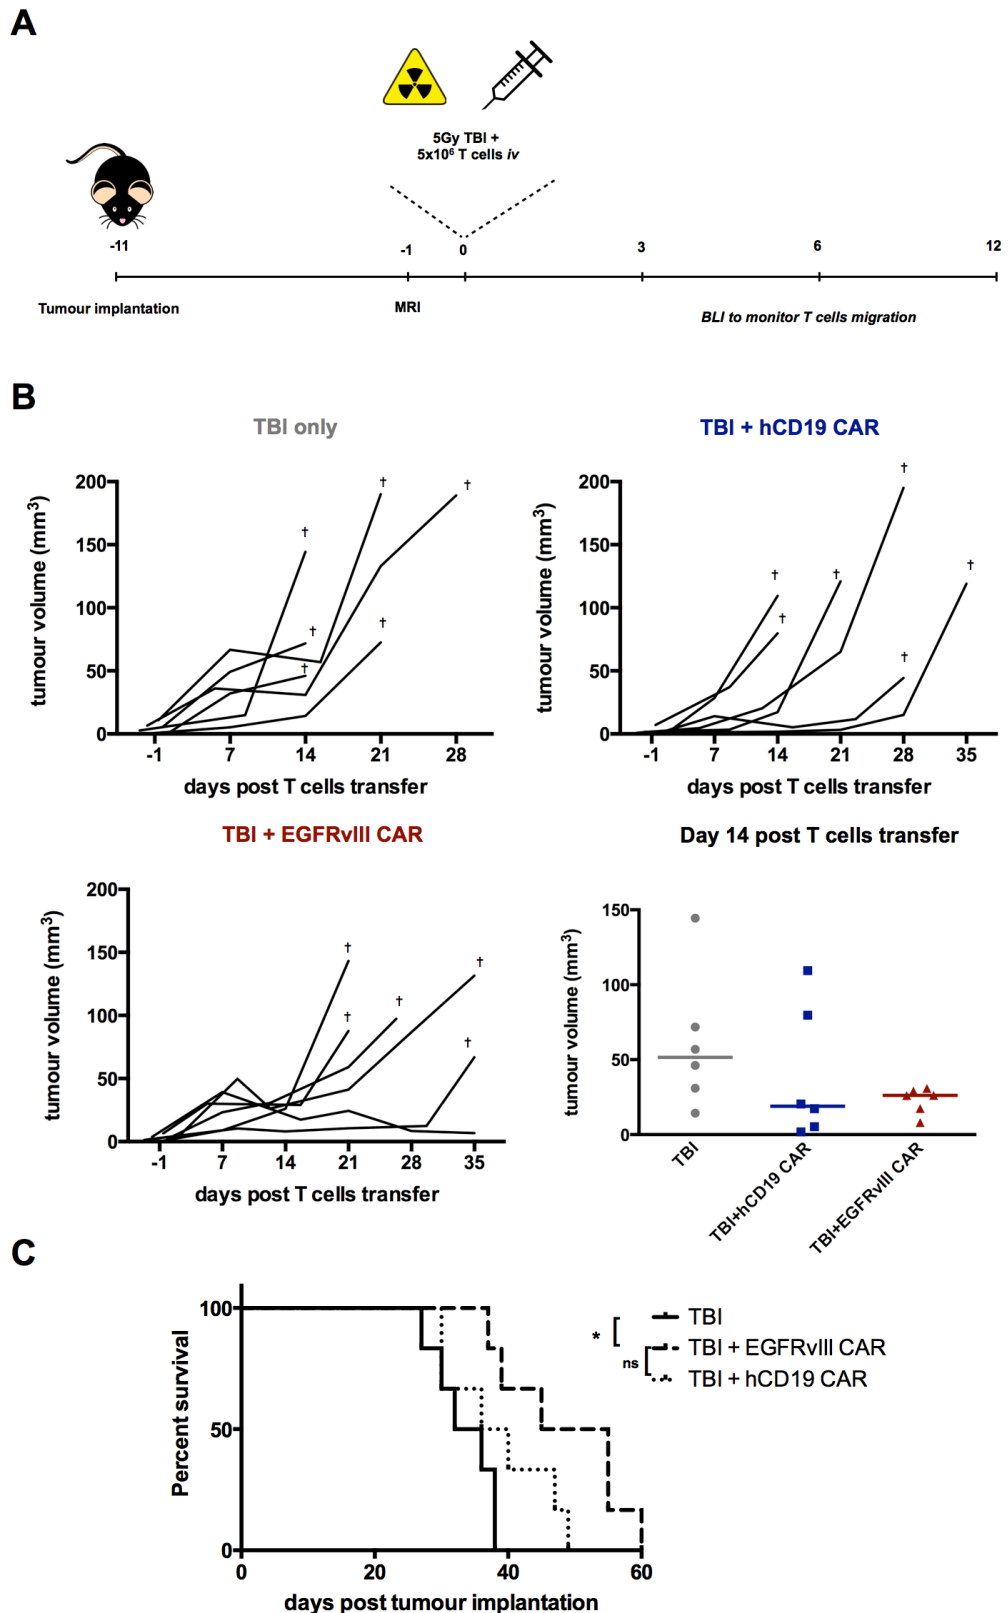 A
5Gy TBI +
5x10⁶ T cells iv
-11
-1
0
3
6
12
Tumour implantation
MRI
BLI to monitor T cells migration
B
TBI only
tumour volume (mm³)
200
150
100
50
0
† † † † † †
-1 7 14 21 28
days post T cells transfer
TBI + hCD19 CAR
tumour volume (mm³)
200
150
100
50
0
† † † † † †
-1 7 14 21 28 35
days post T cells transfer
TBI + EGFRvIII CAR
tumour volume (mm³)
200
150
100
50
0
† † † † †
-1 7 14 21 28 35
days post T cells transfer
Day 14 post T cells transfer
tumour volume (mm³)
150
100
50
0
TBI
TBI+hCD19 CAR
TBI+EGFRvIII CAR
C
Percent survival
100
50
0
0 20 40 60
days post tumour implantation
* TBI
TBI + EGFRvIII CAR
ns
TBI + hCD19 CAR